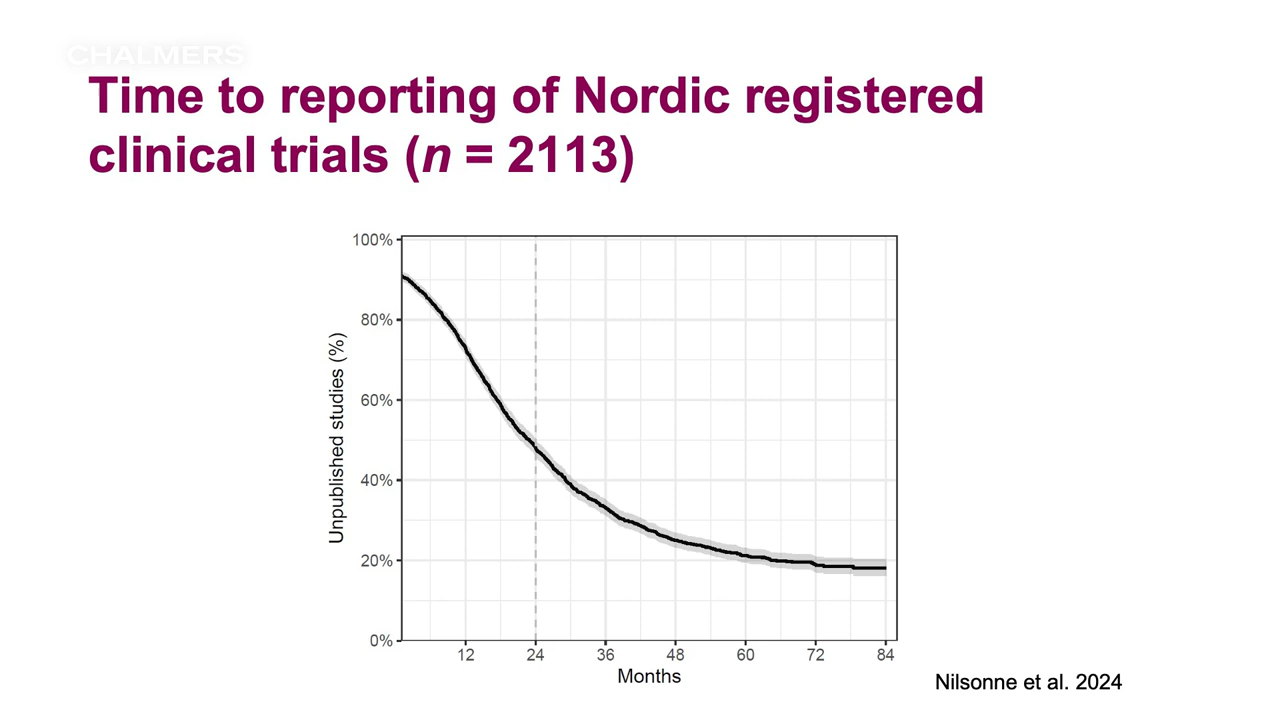 CHALMERS
Time to reporting of Nordic registered
clinical trials (n = 2113)
100%
80%
60%
40%
20%
0%
Unpublished studies (%)
12 24 36 48 60 72 84
Months
Nilsonne et al. 2024